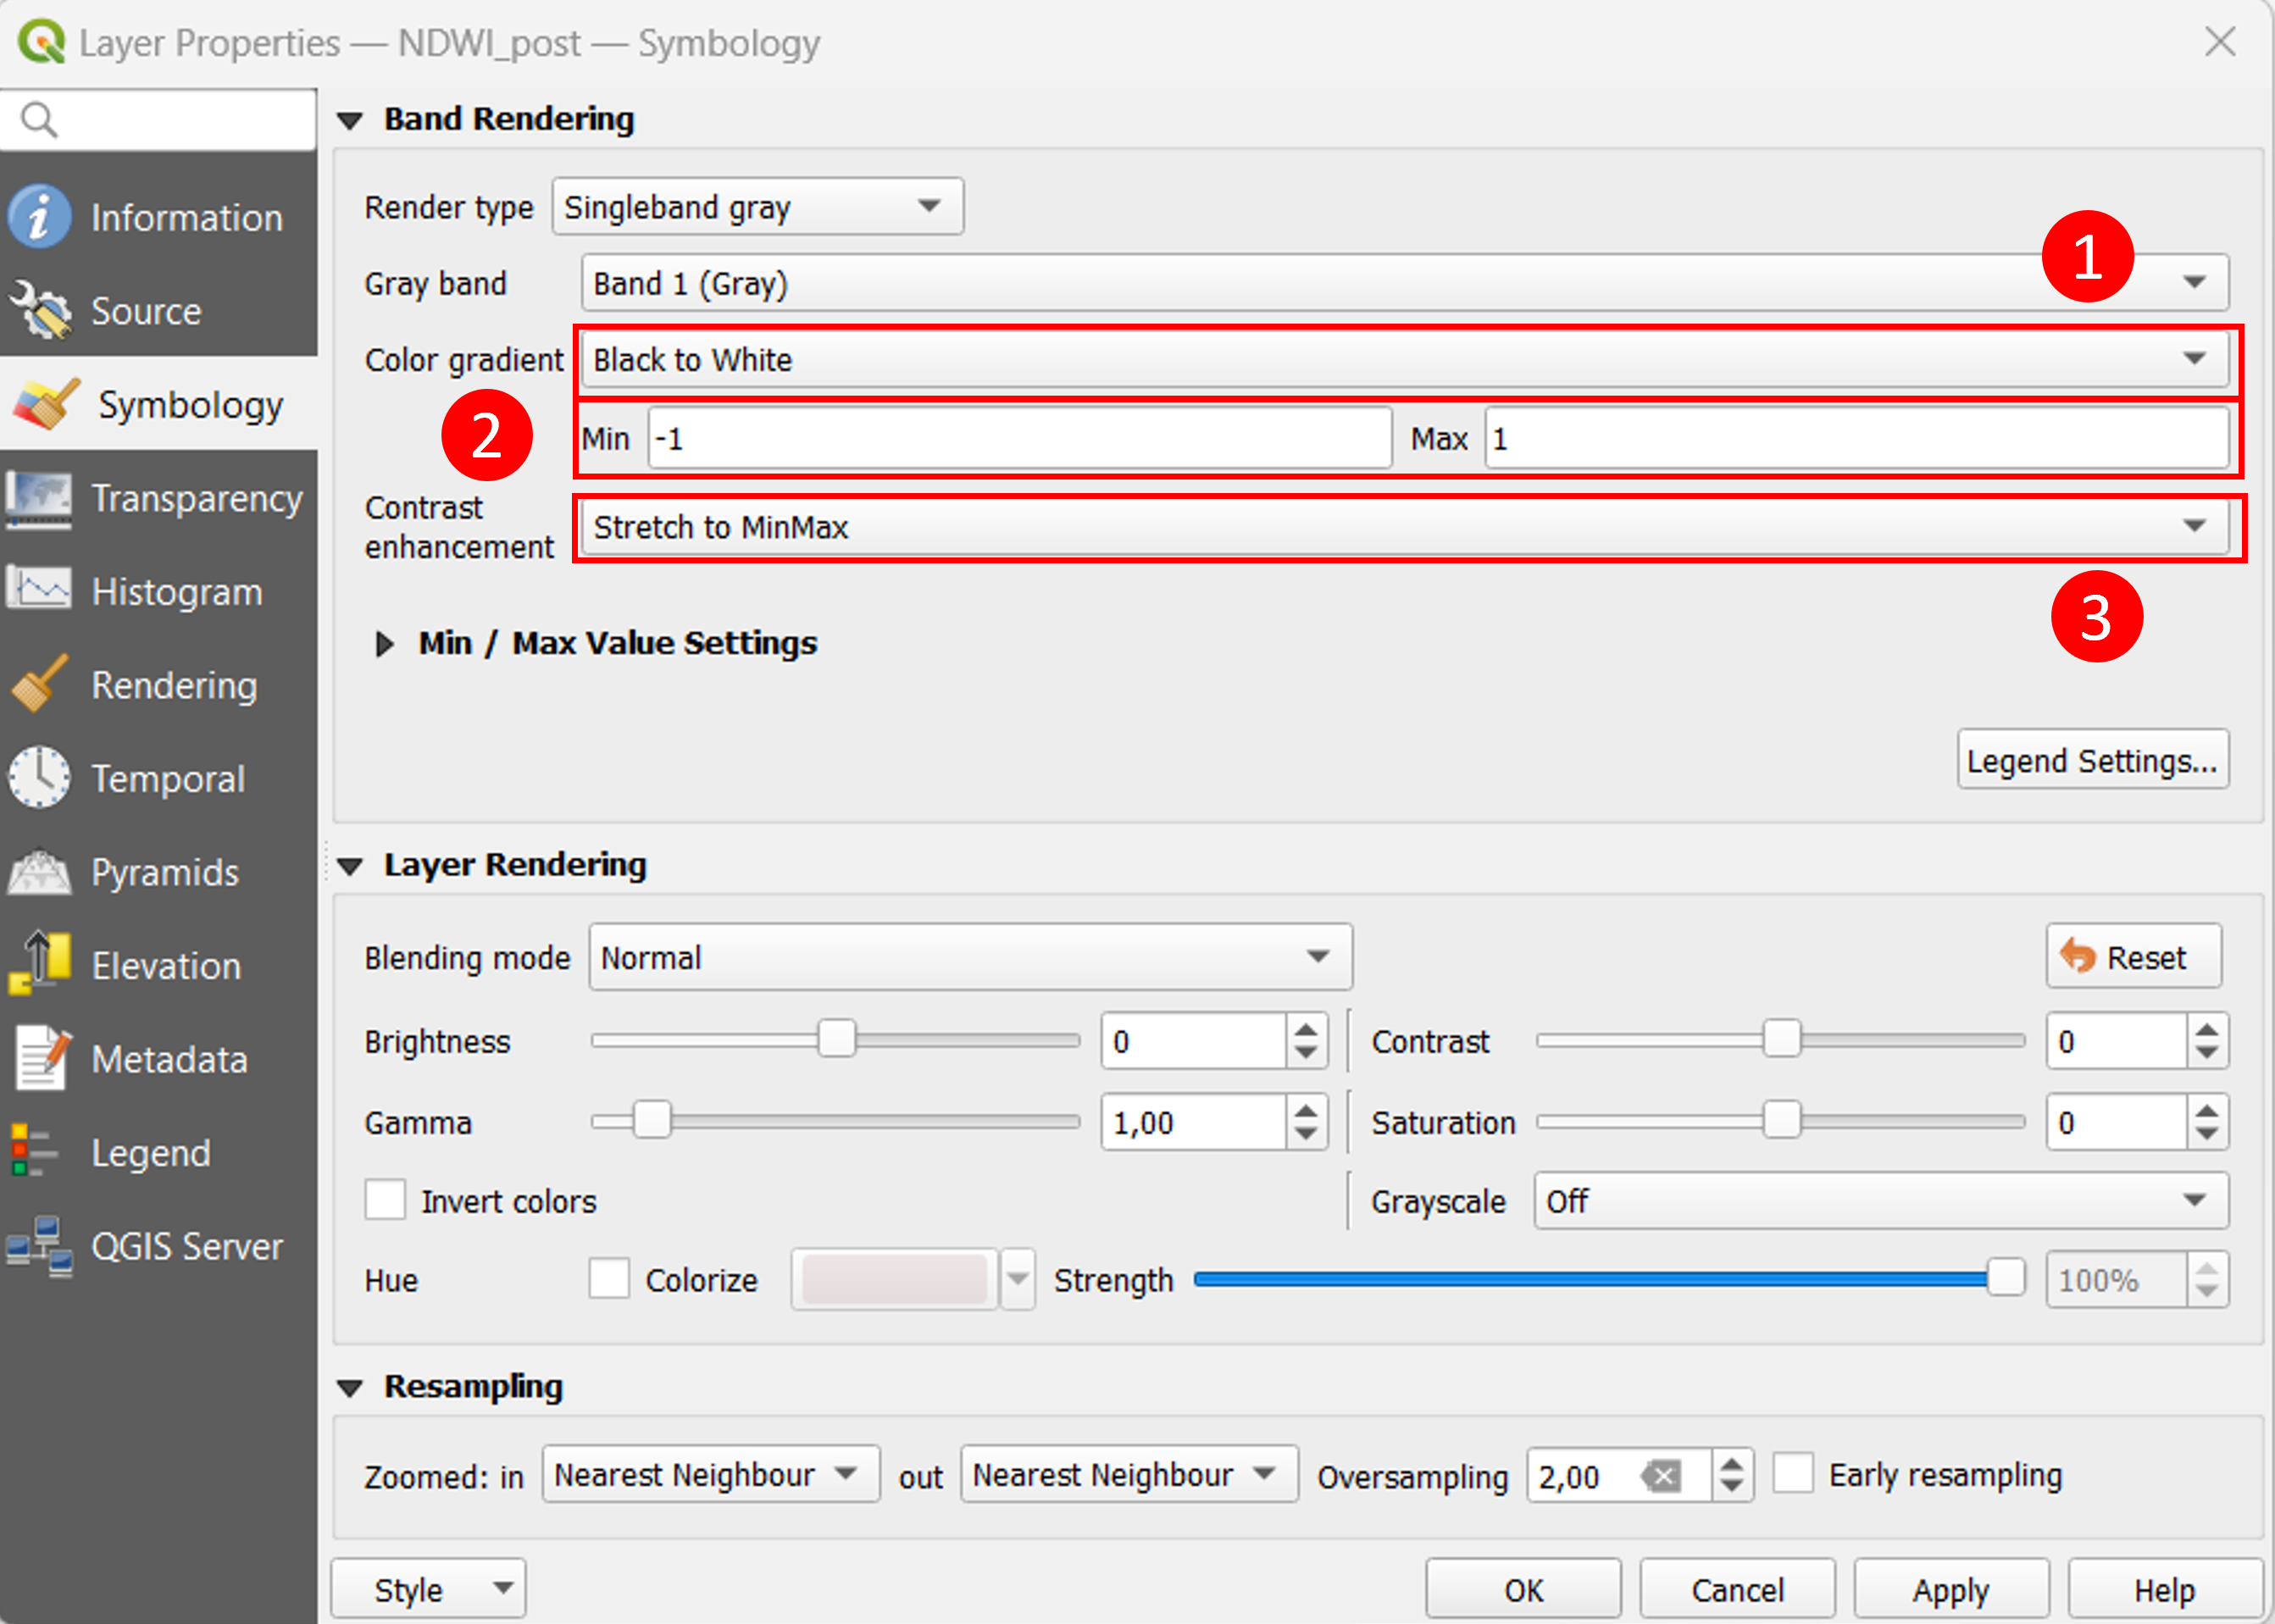 Layer Properties — NDWI_post — Symbology
Information
Source
Symbology
Transparency
Histogram
Rendering
Temporal
Pyramids
Elevation
Metadata
Legend
QGIS Server
Band Rendering
Render type Singleband gray
1
Gray band Band 1 (Gray)
Color gradient Black to White
2
Min -1 Max 1
Contrast
enhancement Stretch to MinMax
3
Min / Max Value Settings
Legend Settings...
Layer Rendering
Blending mode Normal Reset
Brightness 0 Contrast 0
Gamma 1,00 Saturation 0
Invert colors Grayscale Off
Hue Colorize Strength 100%
Resampling
Zoomed: in Nearest Neighbour out Nearest Neighbour Oversampling 2,00 Early resampling
Style OK Cancel Apply Help